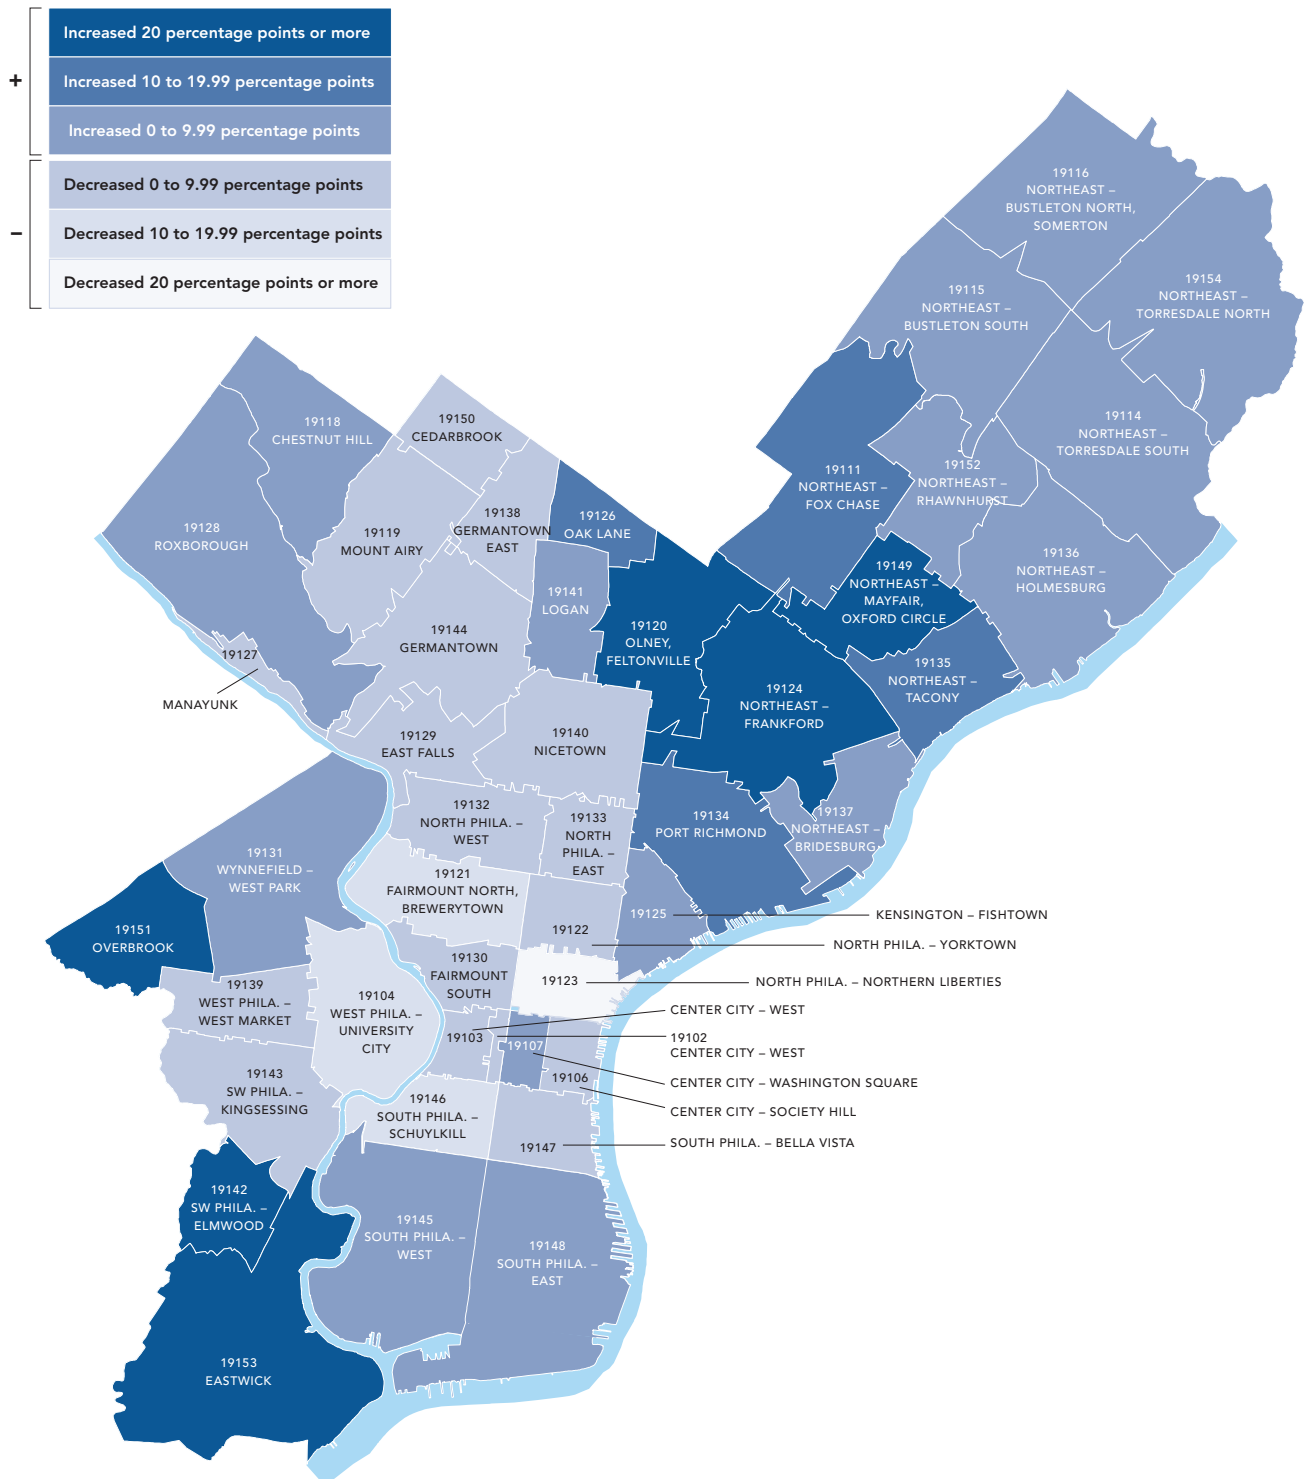 +
Increased 20 percentage points or more
Increased 10 to 19.99 percentage points
Increased 0 to 9.99 percentage points
–
Decreased 0 to 9.99 percentage points
Decreased 10 to 19.99 percentage points
Decreased 20 percentage points or more
19116
NORTHEAST –
BUSTLETON NORTH,
SOMERTON
19154
NORTHEAST –
TORRESDALE NORTH
19115
NORTHEAST –
BUSTLETON SOUTH
19114
NORTHEAST –
TORRESDALE SOUTH
19118
CHESTNUT HILL
19150
CEDARBROOK
19111
NORTHEAST –
FOX CHASE
19152
NORTHEAST –
RHAWNHURST
19128
ROXBOROUGH
19119
MOUNT AIRY
19138
GERMANTOWN
EAST
19126
OAK LANE
19136
NORTHEAST –
HOLMESBURG
19149
NORTHEAST –
MAYFAIR,
OXFORD CIRCLE
19141
LOGAN
19144
GERMANTOWN
19120
OLNEY,
FELTONVILLE
19127
MANAYUNK
19135
NORTHEAST –
TACONY
19124
NORTHEAST –
FRANKFORD
19129
EAST FALLS
19140
NICETOWN
19132
NORTH PHILA. –
WEST
19133
NORTH
PHILA. –
EAST
19134
PORT RICHMOND
19137
NORTHEAST –
BRIDESBURG
19131
WYNNEFIELD –
WEST PARK
19121
FAIRMOUNT NORTH,
BREWERYTOWN
19151
OVERBROOK
19125
KENSINGTON – FISHTOWN
19122
NORTH PHILA. – YORKTOWN
19130
FAIRMOUNT
SOUTH
19123
NORTH PHILA. – NORTHERN LIBERTIES
19139
WEST PHILA. –
WEST MARKET
19104
WEST PHILA. –
UNIVERSITY
CITY
19103
CENTER CITY – WEST
19102
CENTER CITY – WEST
19107
CENTER CITY – WASHINGTON SQUARE
19106
CENTER CITY – SOCIETY HILL
19143
SW PHILA. –
KINGSESSING
19146
SOUTH PHILA. –
SCHUYLKILL
19147
SOUTH PHILA. – BELLA VISTA
19142
SW PHILA. –
ELMWOOD
19145
SOUTH PHILA. –
WEST
19148
SOUTH PHILA. –
EAST
19153
EASTWICK